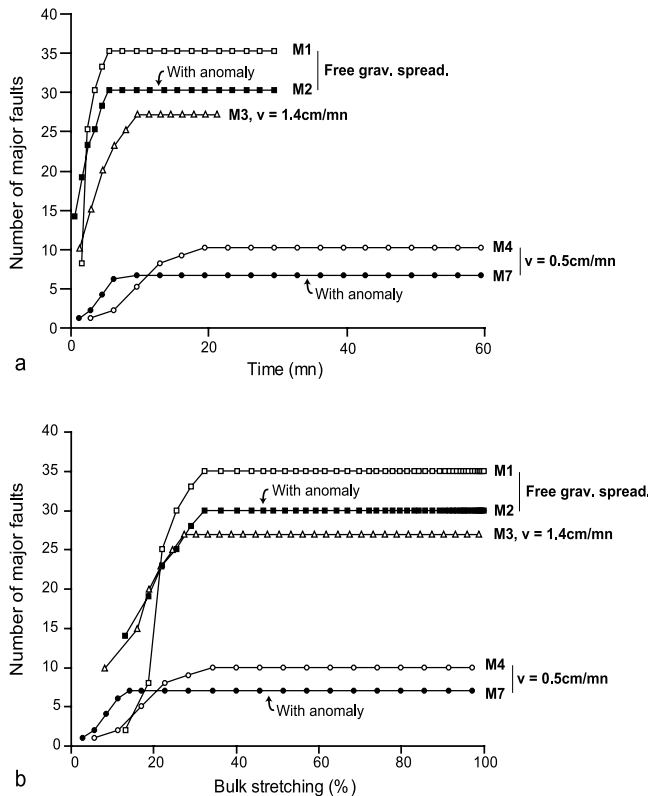 40
35
30
25
20
15
10
5
0
Number of major faults
With anomaly
M1
M2
Free grav. spread.
M3, v = 1.4cm/mn
M4
M7
v = 0.5cm/mn
With anomaly
0 20 40 60
Time (mn)
a
40
35
30
25
20
15
10
5
0
Number of major faults
With anomaly
M1
M2
Free grav. spread.
M3, v = 1.4cm/mn
M4
M7
v = 0.5cm/mn
With anomaly
0 20 40 60 80 100
Bulk stretching (%)
b